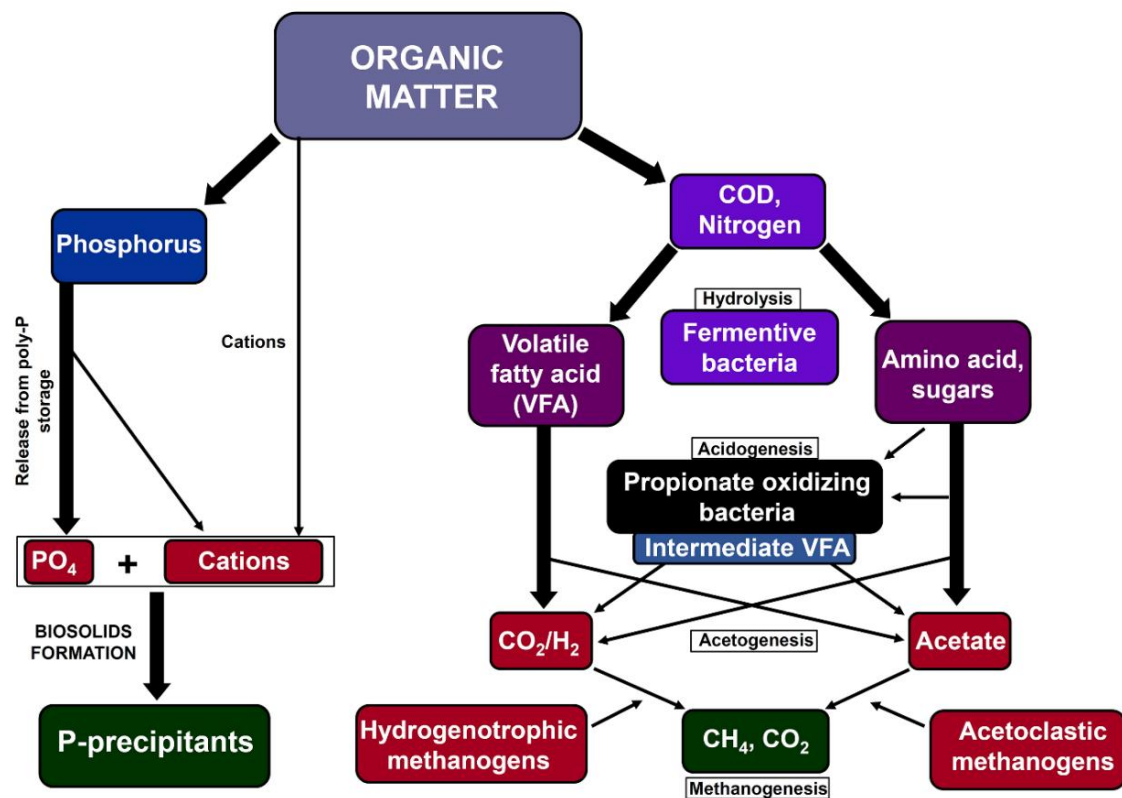 ORGANIC
MATTER
Phosphorus
COD,
Nitrogen
Release from poly-P
storage
Cations
Hydrolysis
Fermentive
bacteria
Volatile
fatty acid
(VFA)
Amino acid,
sugars
Acidogenesis
Propionate oxidizing
bacteria
Intermediate VFA
PO₄ + Cations
BIOSOLIDS
FORMATION
P-precipitants
CO₂/H₂
Acetogenesis
Acetate
Hydrogenotrophic
methanogens
CH₄, CO₂
Methanogenesis
Acetoclastic
methanogens